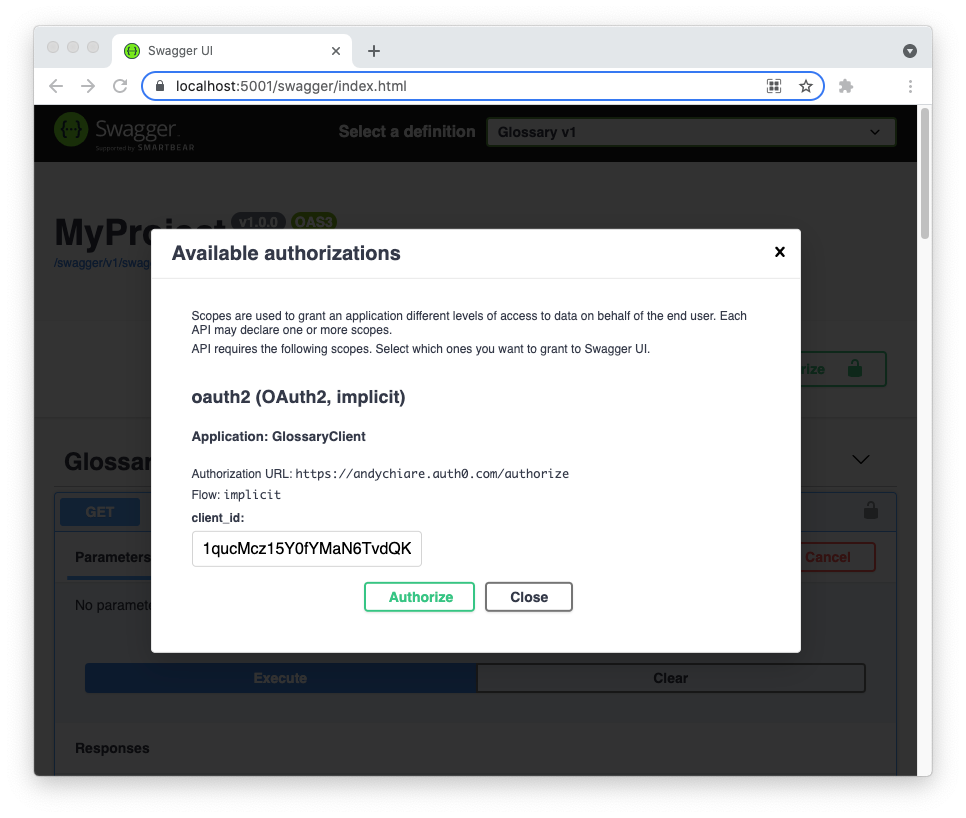 Swagger UI
localhost:5001/swagger/index.html
Swagger.
Supported by SMARTBEAR
Select a definition
Glossary v1
MyProject v1.0.0 OAS3
/swagger/v1/swag
Available authorizations
Scopes are used to grant an application different levels of access to data on behalf of the end user. Each
API may declare one or more scopes.
API requires the following scopes. Select which ones you want to grant to Swagger UI.
rize
oauth2 (OAuth2, implicit)
Application: GlossaryClient
Glossar
Authorization URL: https://andychiare.auth0.com/authorize
Flow: implicit
GET
client_id:
1qucMcz15Y0fYMaN6TvdQK
Parameters
Cancel
Authorize
Close
No paramete
Execute
Clear
Responses